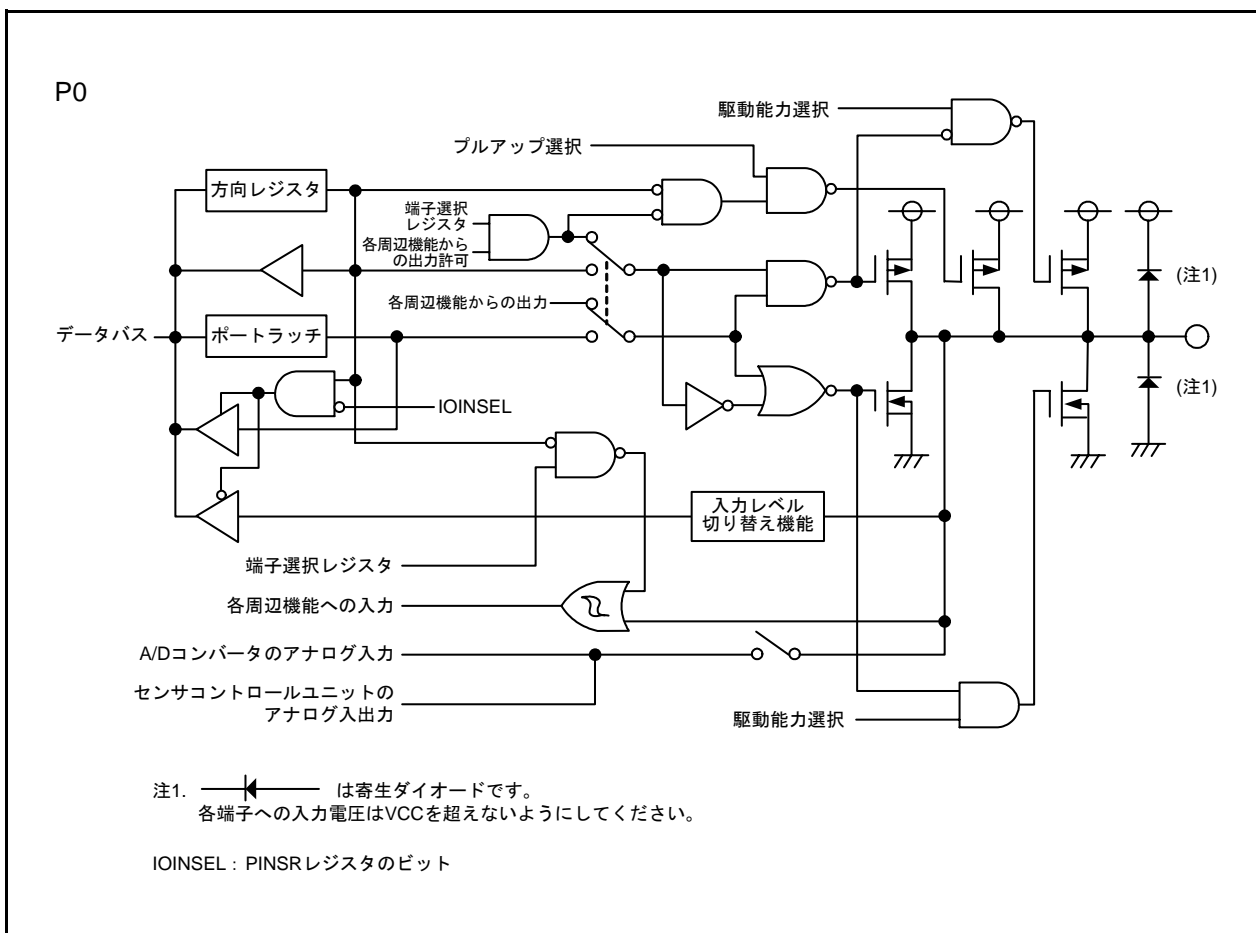 P0
駆動能力選択
プルアップ選択
方向レジスタ
端子選択
レジスタ
各周辺機能から
の出力許可
(注1)
各周辺機能からの出力
データバス
ポートラッチ
(注1)
IOINSEL
入力レベル
切り替え機能
端子選択レジスタ
各周辺機能への入力
A/Dコンバータのアナログ入力
センサコントロールユニットの
アナログ入出力
駆動能力選択
注1. は寄生ダイオードです。
各端子への入力電圧はVCCを超えないようにしてください。
IOINSEL : PINSRレジスタのビット